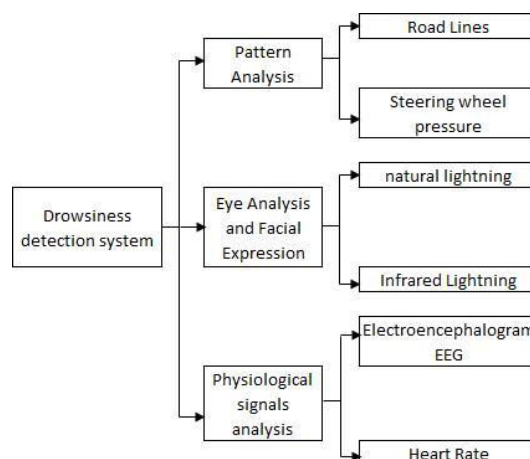 Drowsiness
detection system
Pattern
Analysis
Road Lines
Steering wheel
pressure
Eye Analysis
and Facial
Expression
natural lightning
Infrared Lightning
Physiological
signals
analysis
Electroencephalogram
EEG
Heart Rate